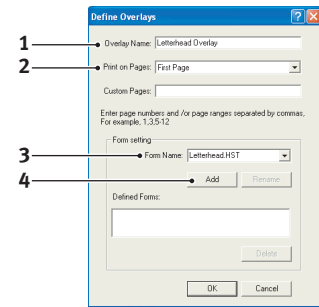 Define Overlays
1 Overlay Name: Letterhead Overlay
2 Print on Pages: First Page
Custom Pages:
Enter page numbers and /or page ranges separated by commas,
For example, 1,3,5-12
Form setting
3 Form Name: Letterhead.HST
4 Add Rename
Defined Forms:
Delete
OK Cancel